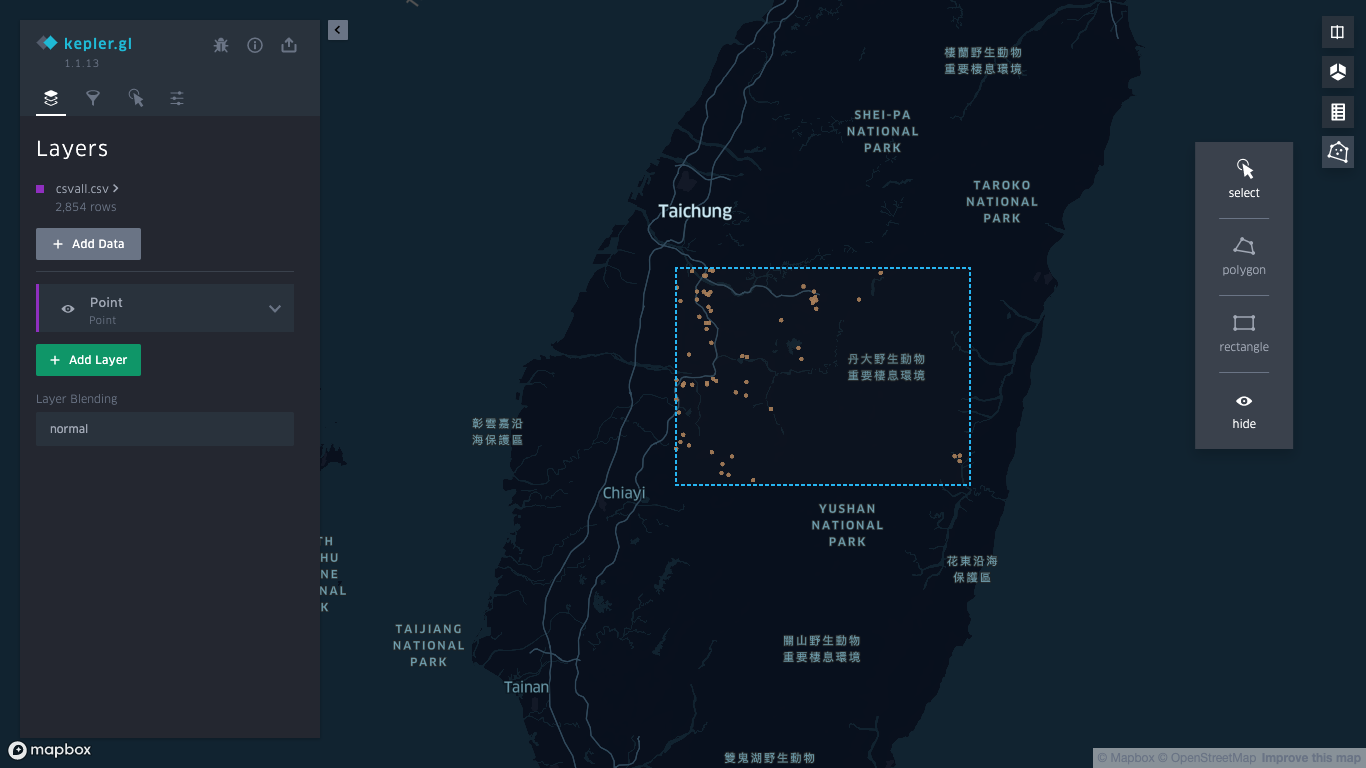 kepler.gl
1.1.13
Layers
csvall.csv
2,854 rows
+ Add Data
Point
Point
+ Add Layer
Layer Blending
normal
棲蘭野生動物
重要棲息環境
SHEI-PA
NATIONAL
PARK
TAROKO
NATIONAL
PARK
Taichung
丹大野生動物
重要棲息環境
彰雲嘉沿
海保護區
Chiayi
YUSHAN
NATIONAL
PARK
花東沿海
保護區
TH
HU
NE
NAL
K
TAIJIANG
NATIONAL
PARK
關山野生動物
重要棲息環境
Tainan
雙鬼湖野生動物
select
polygon
rectangle
hide
mapbox
© Mapbox © OpenStreetMap Improve this map